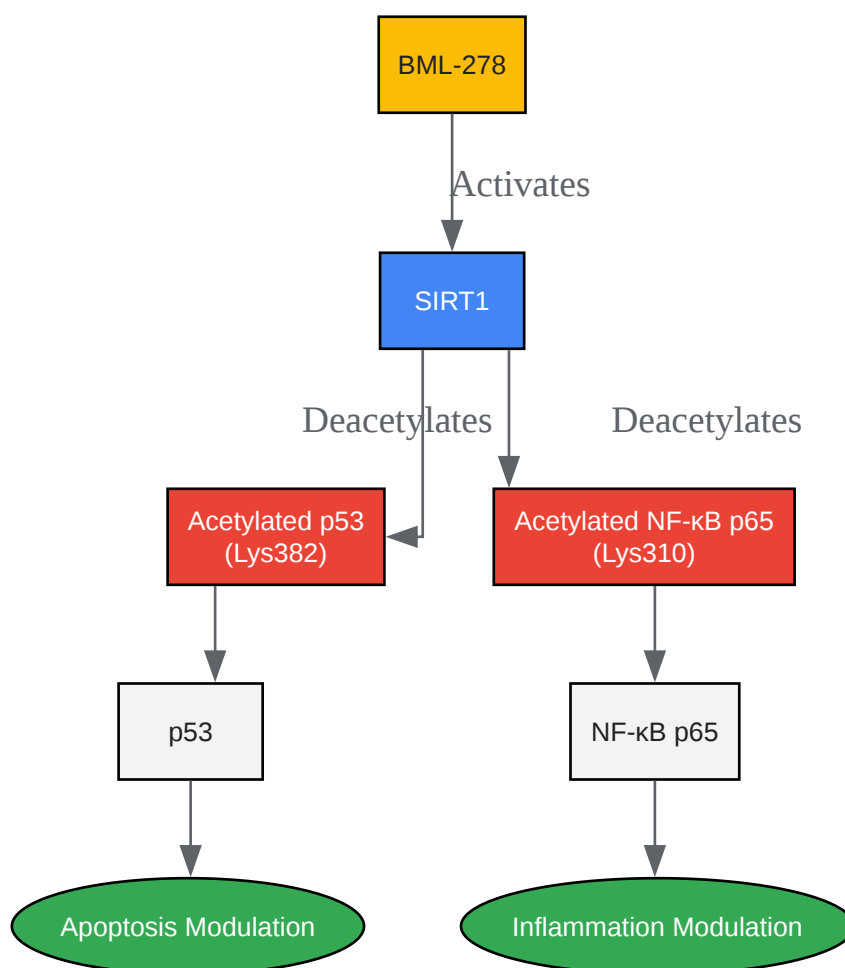 BML-278
Activates
SIRT1
Deacetylates
Deacetylates
Acetylated p53
(Lys382)
Acetylated NF-κB p65
(Lys310)
p53
NF-κB p65
Apoptosis Modulation
Inflammation Modulation